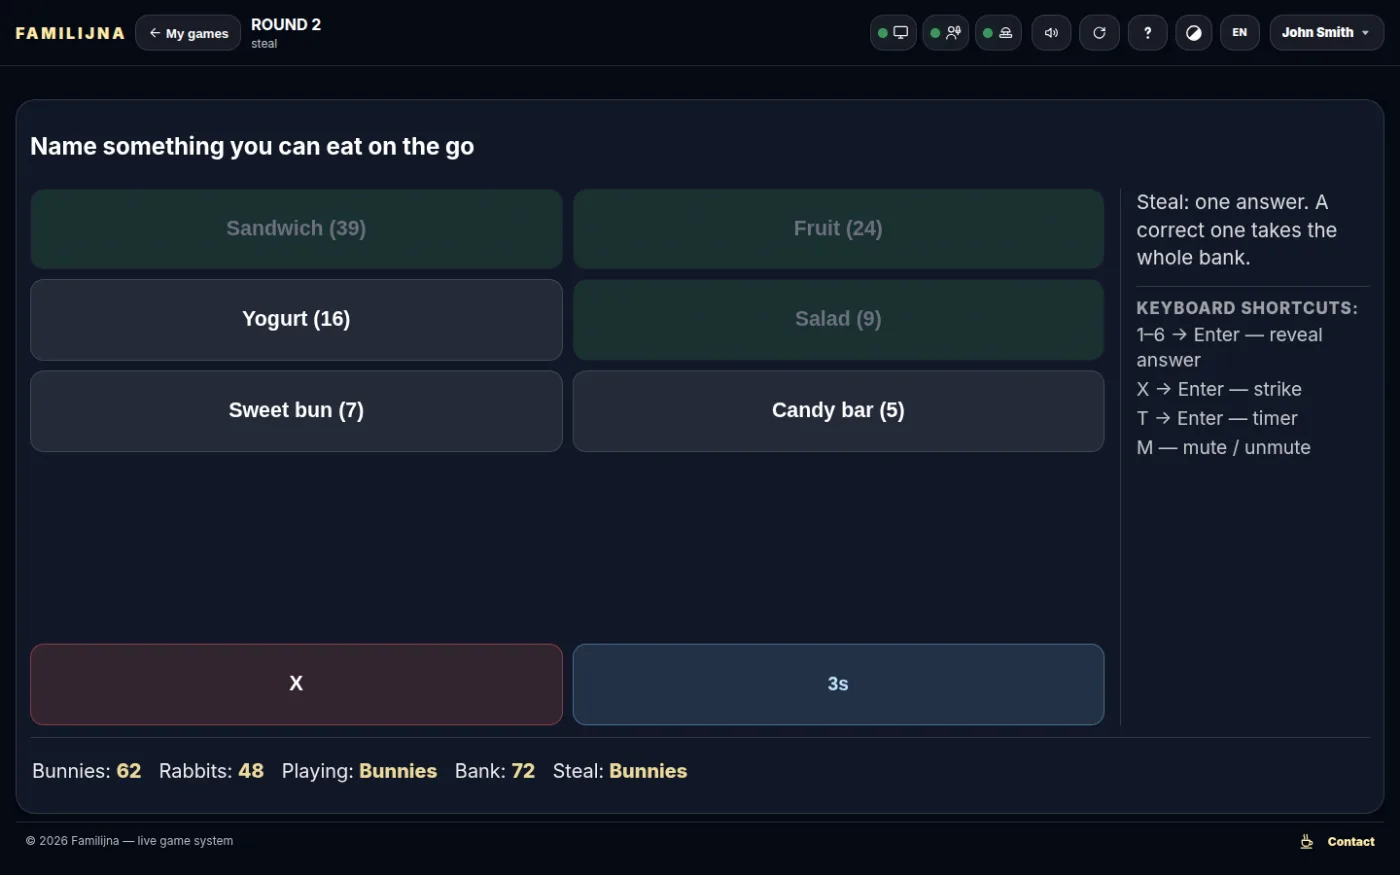 FAMILIJNA
← My games
ROUND 2
steal
?
EN
John Smith
Name something you can eat on the go
Sandwich (39)
Fruit (24)
Yogurt (16)
Salad (9)
Sweet bun (7)
Candy bar (5)
X
3s
Steal: one answer. A
correct one takes the
whole bank.
KEYBOARD SHORTCUTS:
1–6 → Enter — reveal
answer
X → Enter — strike
T → Enter — timer
M — mute / unmute
Bunnies: 62 Rabbits: 48 Playing: Bunnies Bank: 72 Steal: Bunnies
© 2026 Familijna — live game system
Contact